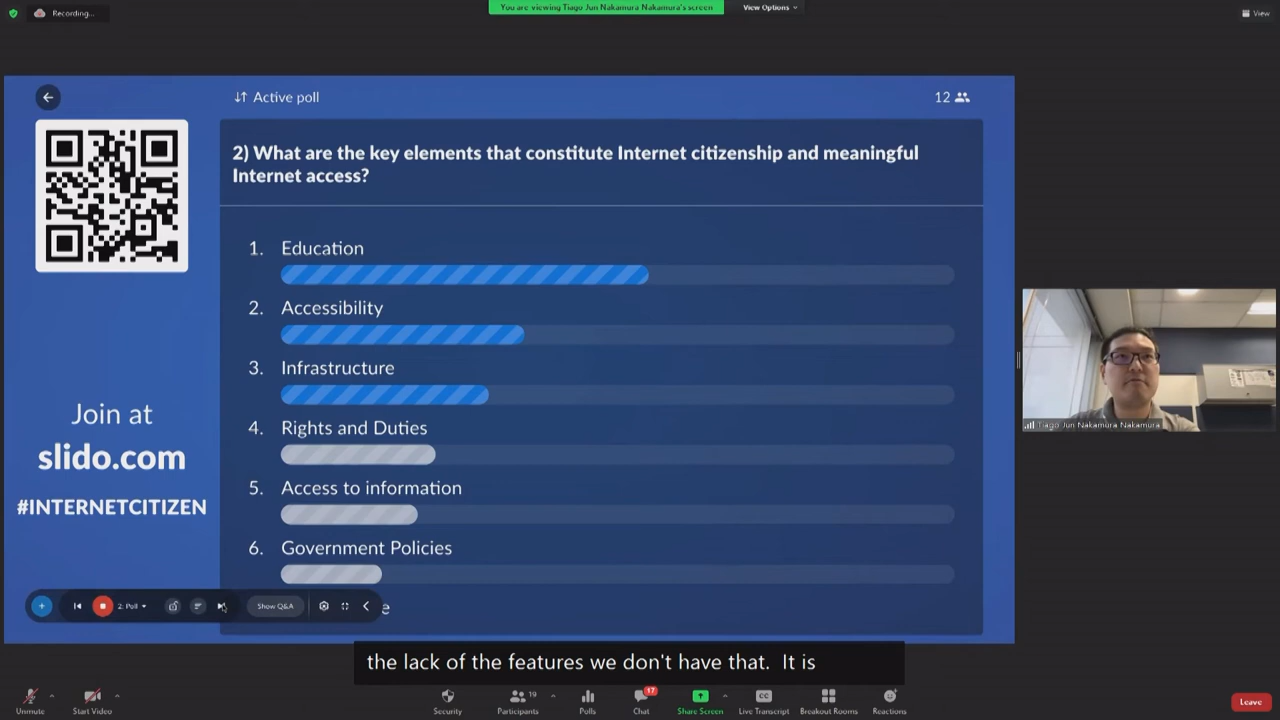 Recording...
You are viewing Tiago Jun Nakamura Nakamura's screen
View Options
View
Active poll
12
2) What are the key elements that constitute Internet citizenship and meaningful
Internet access?
1. Education
2. Accessibility
3. Infrastructure
4. Rights and Duties
5. Access to information
6. Government Policies
e
Join at
slido.com
#INTERNETCITIZEN
2: Poll
Show Q&A
Tiago Jun Nakamura Nakamura
the lack of the features we don't have that. It is
Unmute
Start Video
Security
Participants
19
Polls
Chat
17
Share Screen
CC
Live Transcript
Breakout Rooms
Reactions
Leave